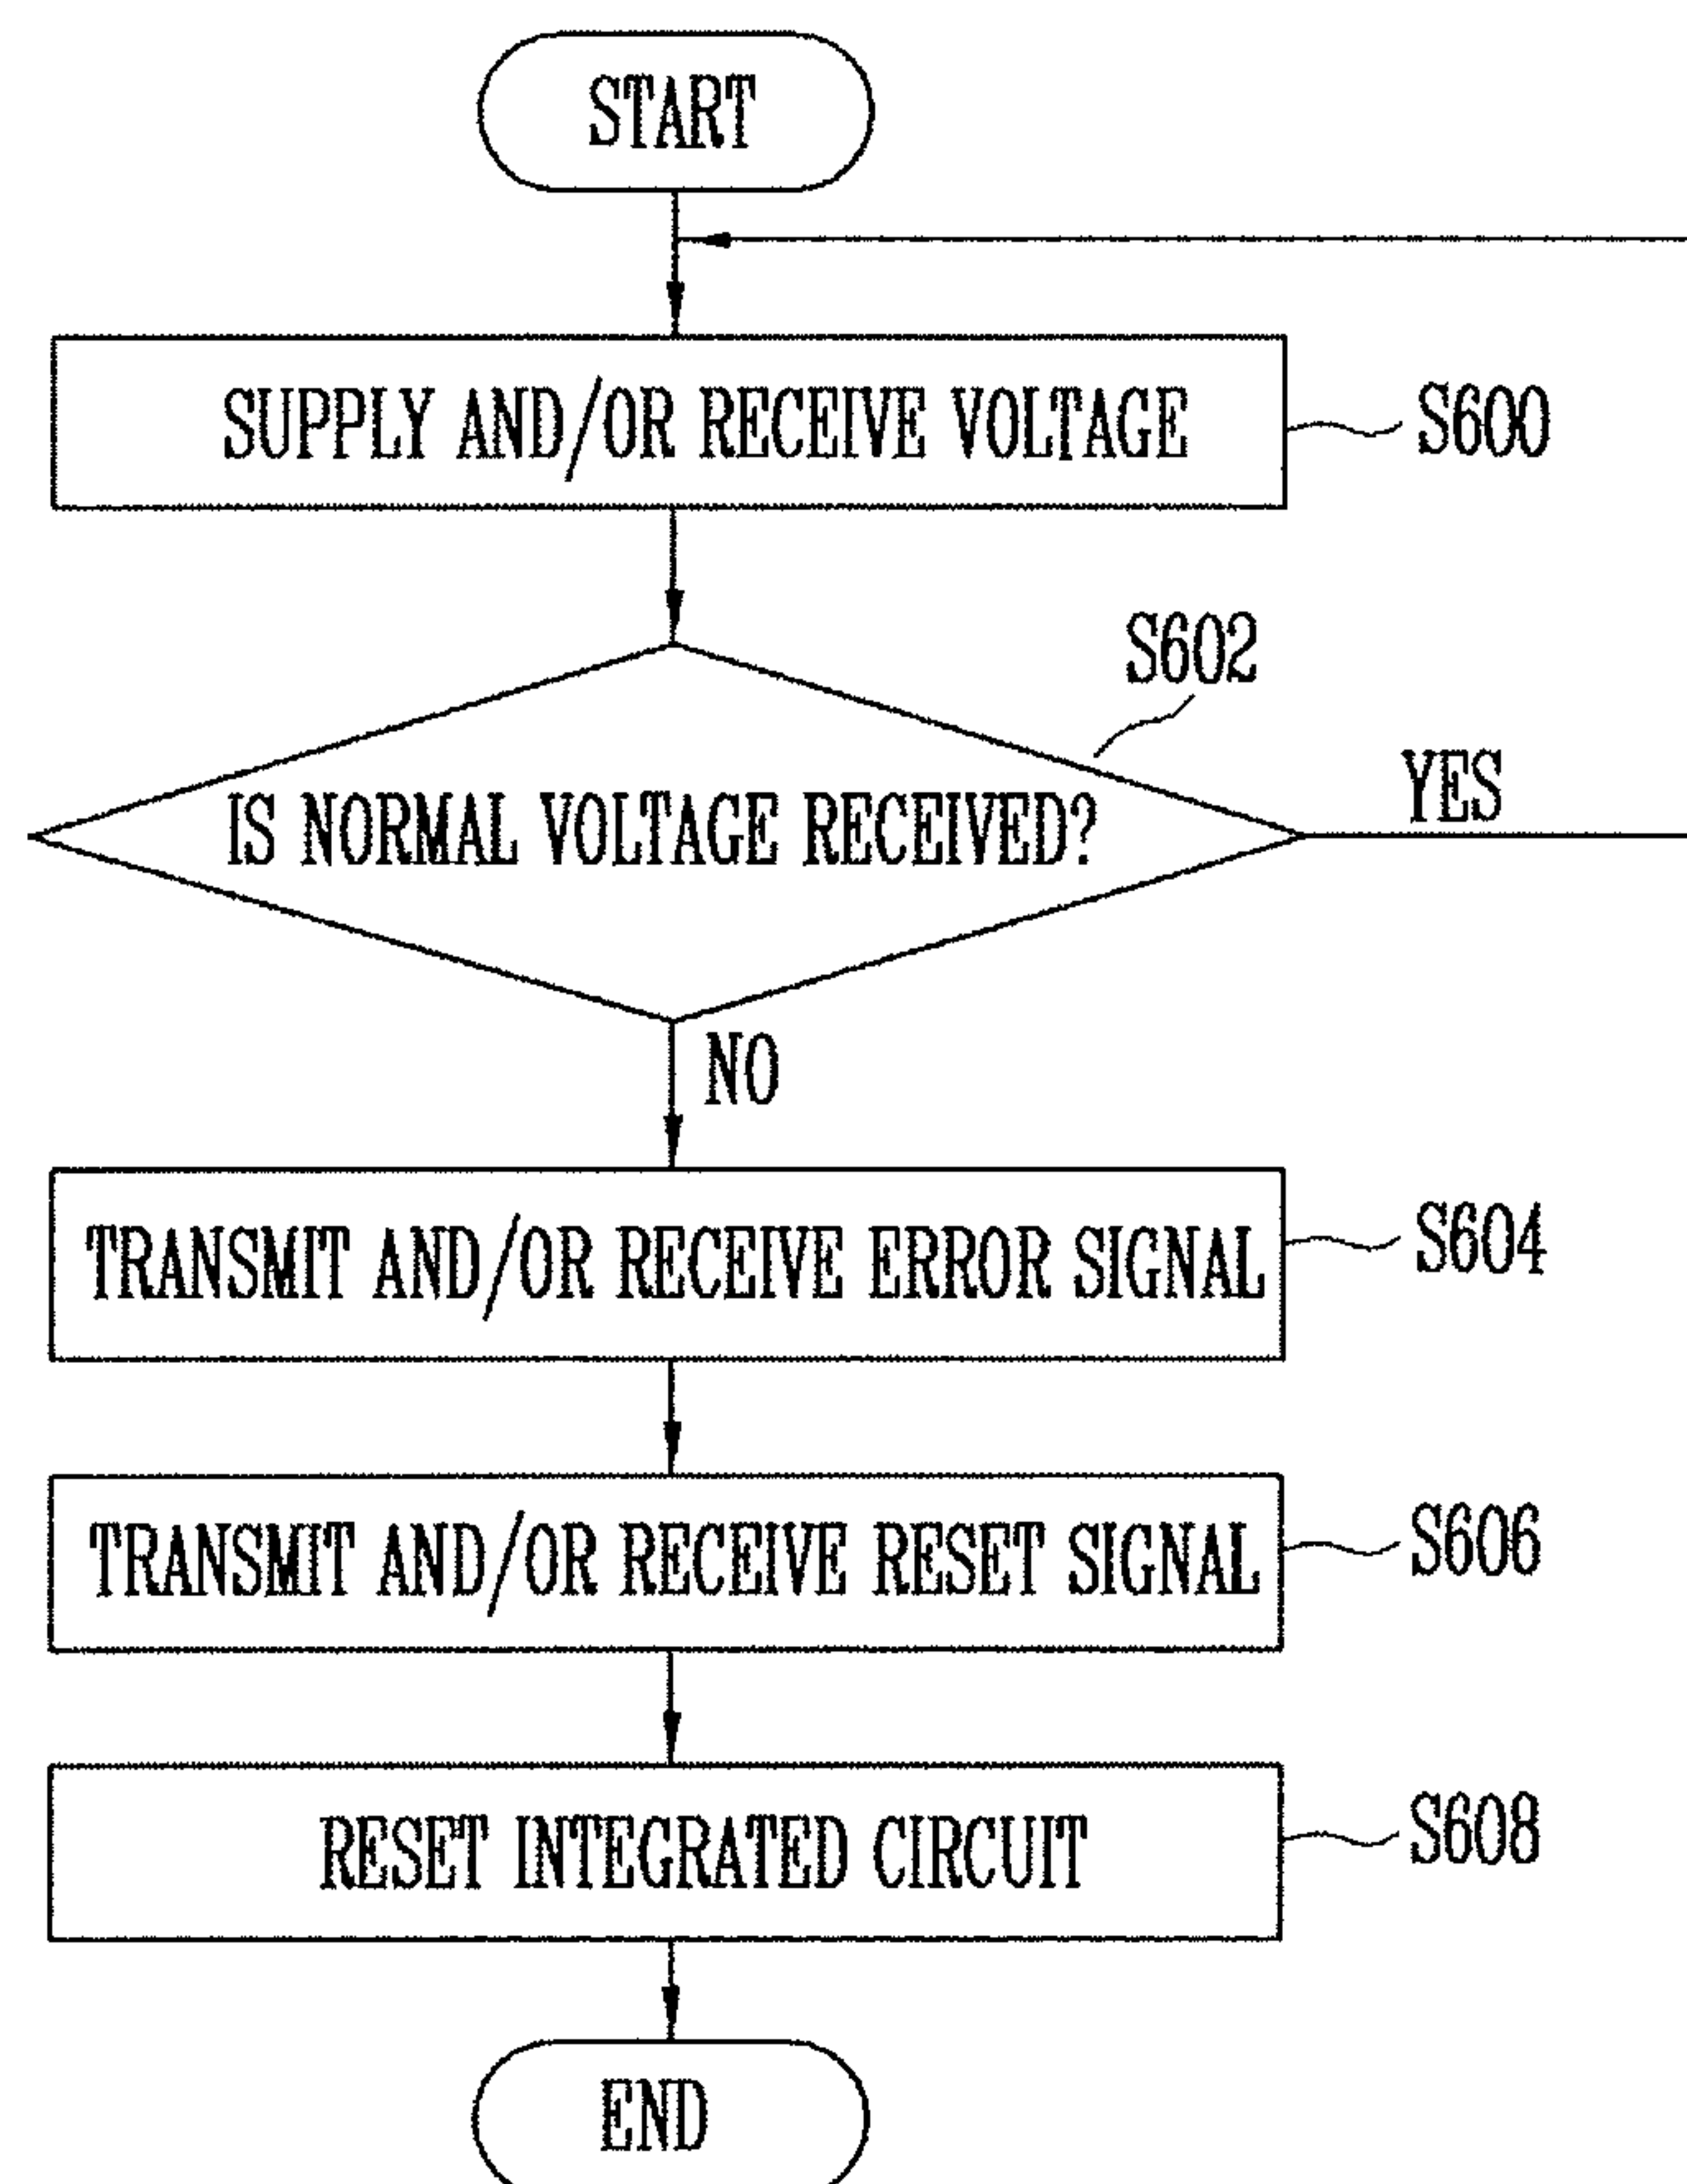 START
SUPPLY AND/OR RECEIVE VOLTAGE
S600
S602
IS NORMAL VOLTAGE RECEIVED?
YES
NO
TRANSMIT AND/OR RECEIVE ERROR SIGNAL
S604
TRANSMIT AND/OR RECEIVE RESET SIGNAL
S606
RESET INTEGRATED CIRCUIT
S608
END